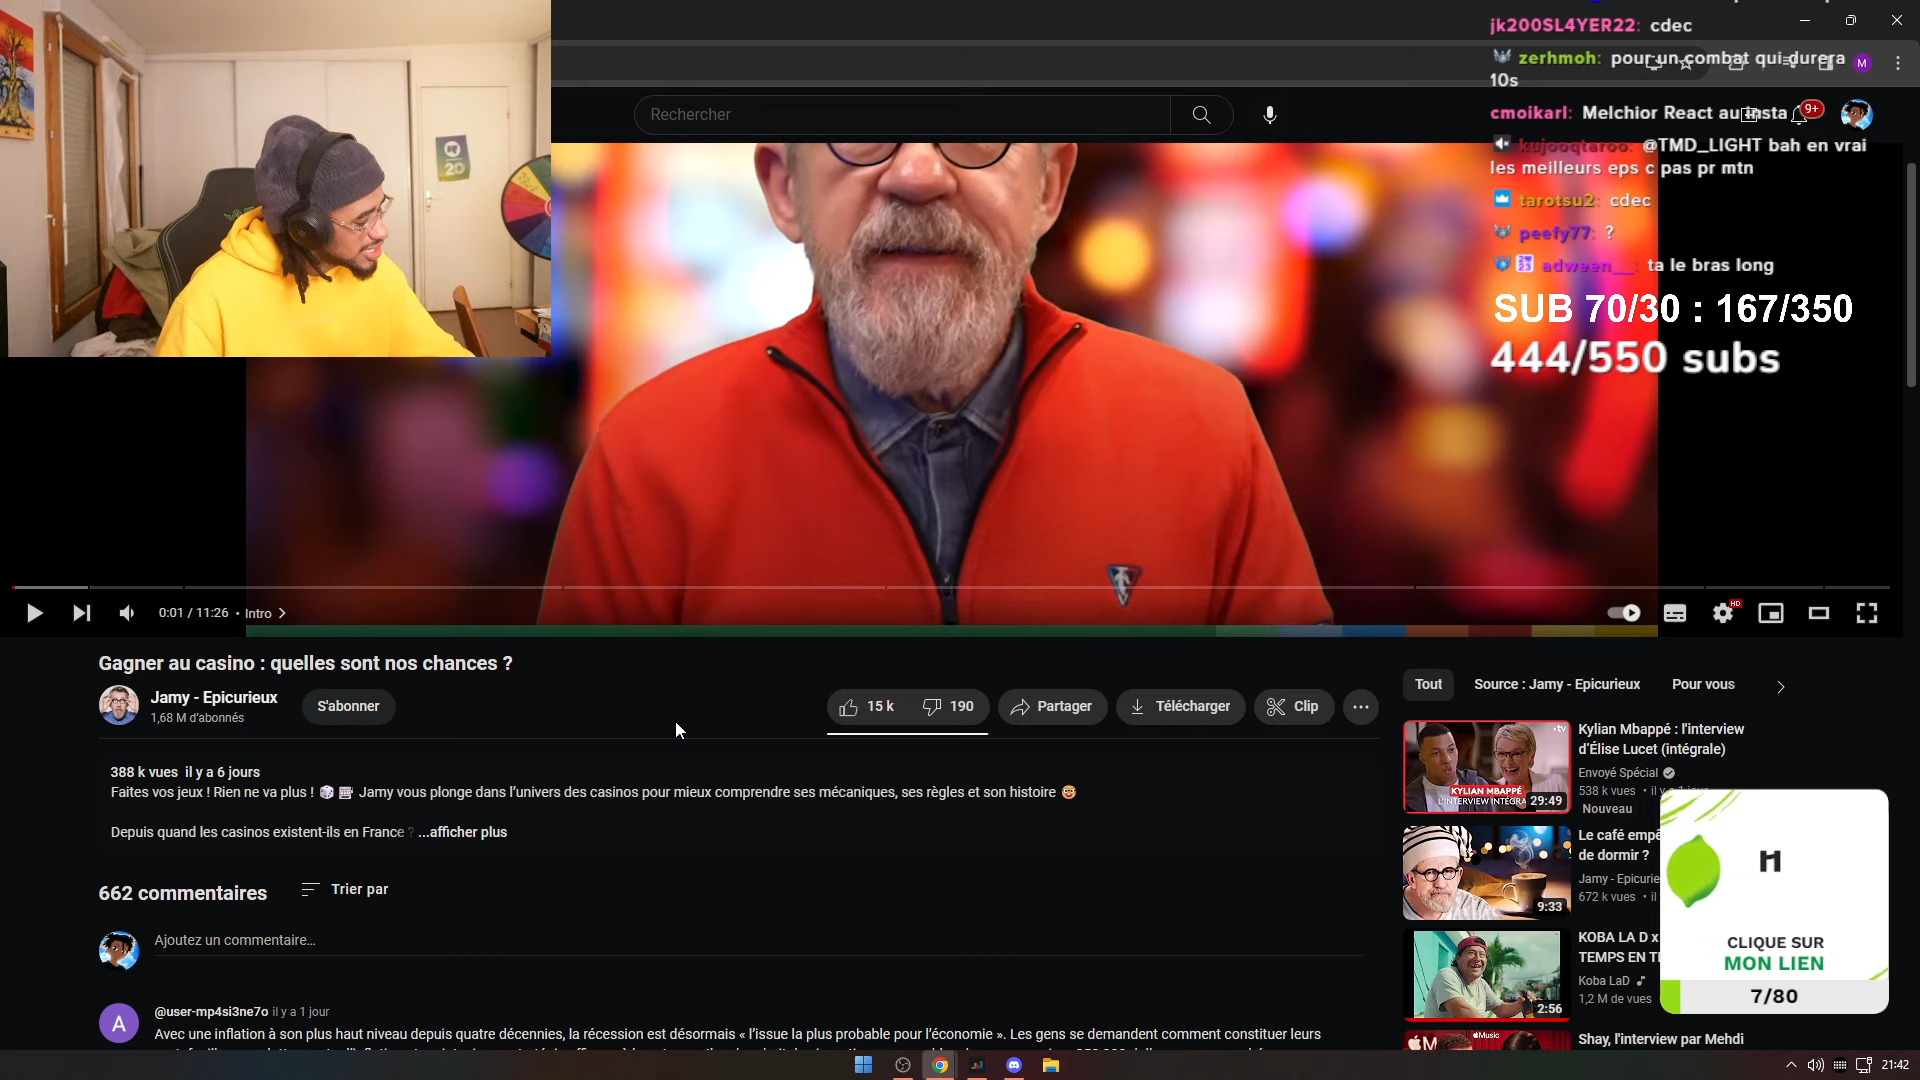 jk200SL4YER22: cdec
zerhmoh: pour un combat qui durera
10s
cmoikarl: Melchior React au insta
kujooqtaroo: @TMD_LIGHT bah en vrai
les meilleurs eps c pas pr mtn
tarotsu2: cdec
peefy77: ?
adween__: ta le bras long
SUB 70/30 : 167/350
444/550 subs
M
20
Rechercher
9+
0:01 / 11:26 • Intro
HD
Gagner au casino : quelles sont nos chances ?
Jamy - Epicurieux
1,68 M d'abonnés
S'abonner
15 k
190
Partager
Télécharger
Clip
388 k vues il y a 6 jours
Faites vos jeux ! Rien ne va plus ! 🎲 🎰 Jamy vous plonge dans l'univers des casinos pour mieux comprendre ses mécaniques, ses règles et son histoire 🤪
Depuis quand les casinos existent-ils en France ? ...afficher plus
662 commentaires
Trier par
Ajoutez un commentaire...
A
@user-mp4si3ne7o il y a 1 jour
Avec une inflation à son plus haut niveau depuis quatre décennies, la récession est désormais « l'issue la plus probable pour l'économie ». Les gens se demandent comment constituer leurs
Tout
Source : Jamy - Epicurieux
Pour vous
KYLIAN MBAPPÉ
L'INTERVIEW INTÉGRA
29:49
Kylian Mbappé : l'interview
d'Élise Lucet (intégrale)
Envoyé Spécial
538 k vues
Nouveau
9:33
Le café empê
de dormir ?
Jamy - Epicurie
672 k vues • il
2:56
KOBA LA D x
TEMPS EN T
Koba LaD
1,2 M de vues
Music
Shay, l'interview par Mehdi
CLIQUE SUR
MON LIEN
7/80
21:42